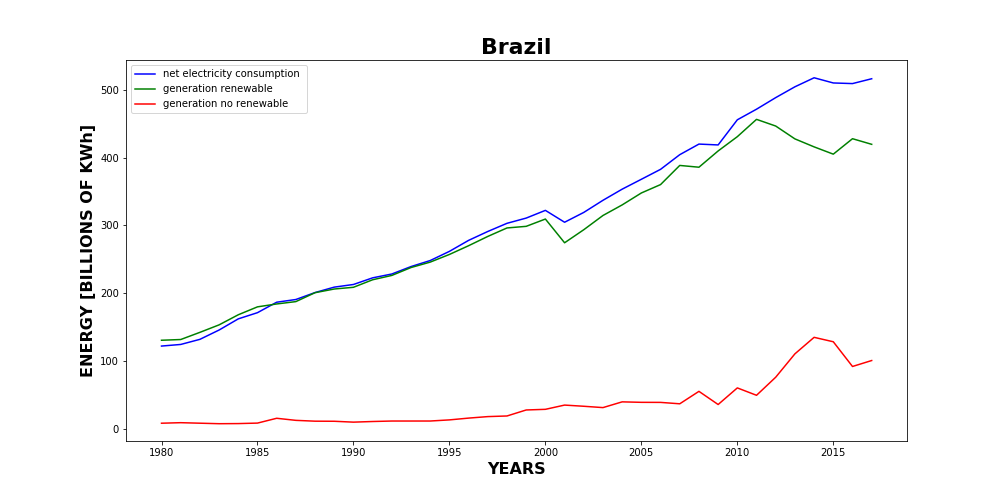 Brazil
net electricity consumption
generation renewable
generation no renewable
ENERGY [BILLIONS OF KWh]
500
400
300
200
100
0
1980 1985 1990 1995 2000 2005 2010 2015
YEARS